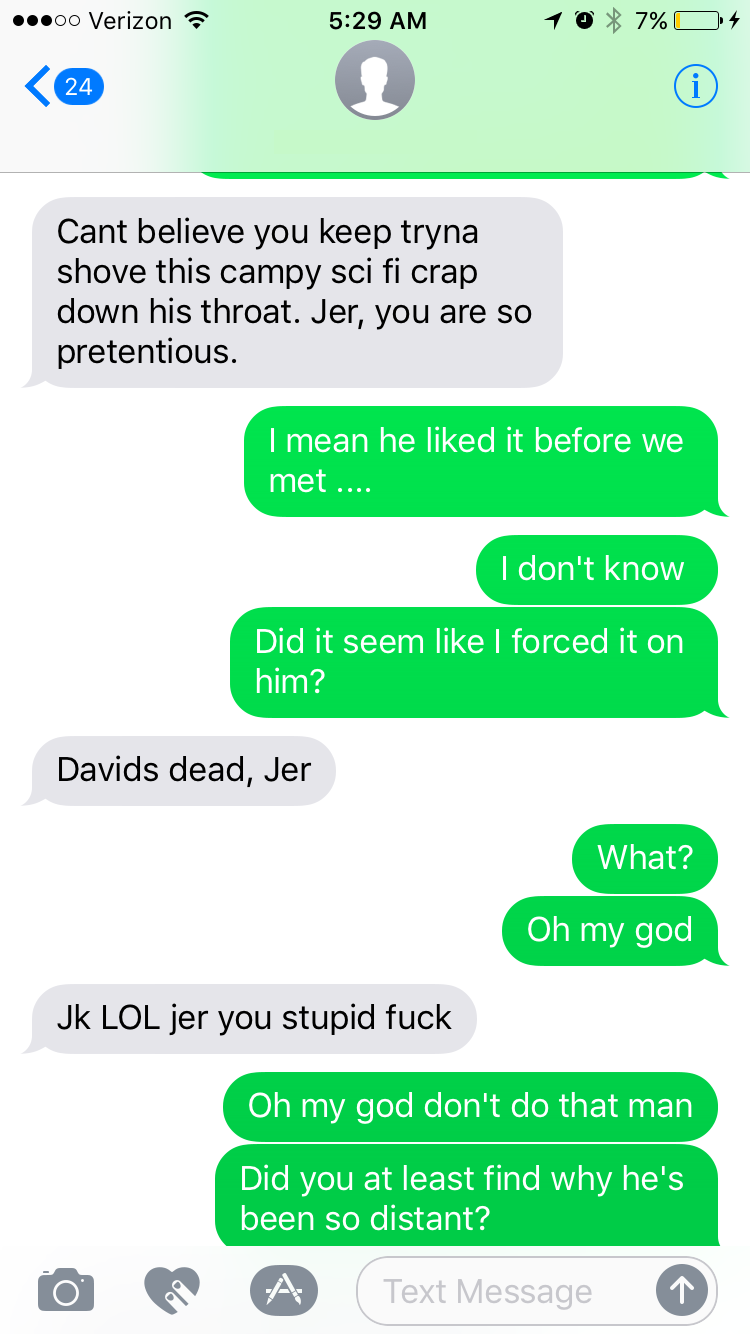 Verizon 5:29 AM 7%
24 i
Cant believe you keep tryna
shove this campy sci fi crap
down his throat. Jer, you are so
pretentious.
I mean he liked it before we
met ....
I don't know
Did it seem like I forced it on
him?
Davids dead, Jer
What?
Oh my god
Jk LOL jer you stupid fuck
Oh my god don't do that man
Did you at least find why he's
been so distant?
Text Message